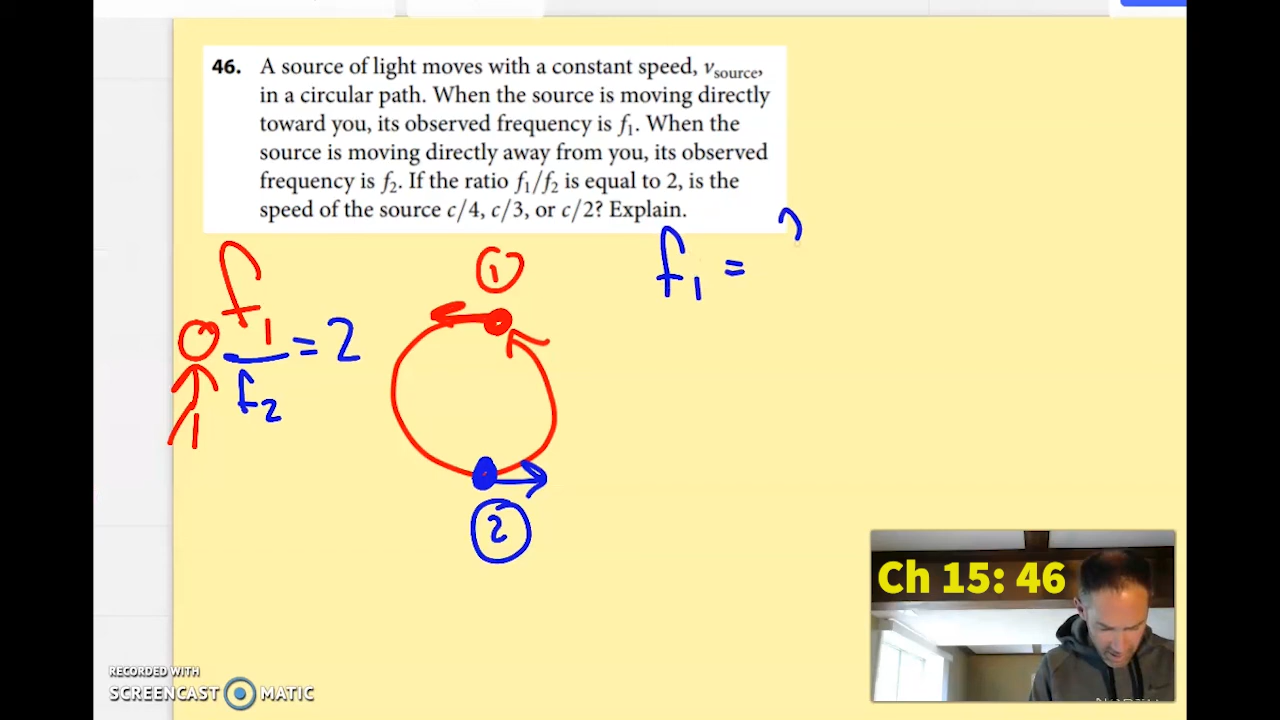 46. A source of light moves with a constant speed, v_source,
in a circular path. When the source is moving directly
toward you, its observed frequency is f₁. When the
source is moving directly away from you, its observed
frequency is f₂. If the ratio f₁/f₂ is equal to 2, is the
speed of the source c/4, c/3, or c/2? Explain.
f₁ =
f₁/f₂ = 2
1
2
Ch 15: 46
RECORDED WITH
SCREENCAST MATIC